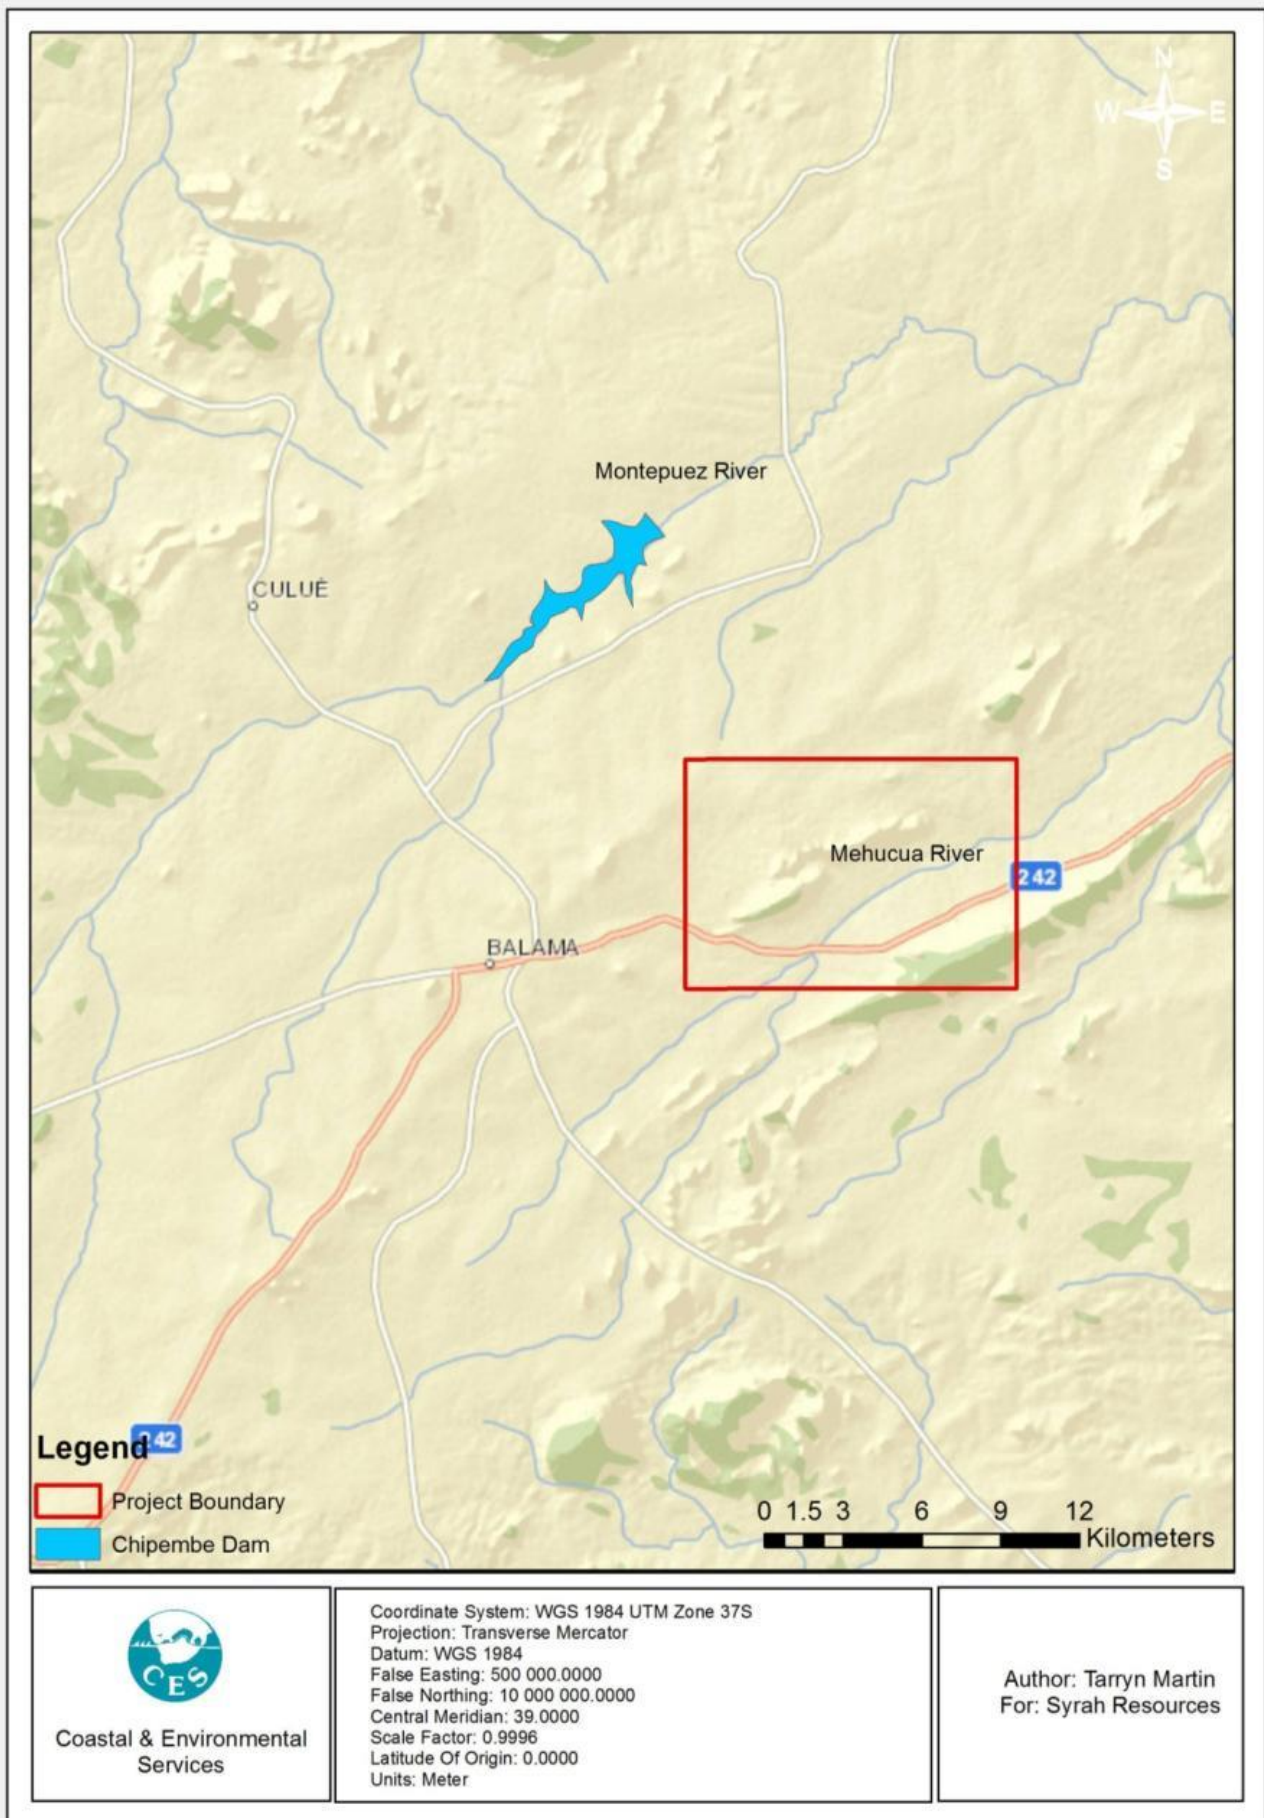 N
W E
S
Montepuez River
CULUÉ
Mehucua River
242
BALAMA
42
Legend
Project Boundary
Chipembe Dam
0 1.5 3 6 9 12
Kilometers
CES
Coastal & Environmental
Services
Coordinate System: WGS 1984 UTM Zone 37S
Projection: Transverse Mercator
Datum: WGS 1984
False Easting: 500 000.0000
False Northing: 10 000 000.0000
Central Meridian: 39.0000
Scale Factor: 0.9996
Latitude Of Origin: 0.0000
Units: Meter
Author: Tarryn Martin
For: Syrah Resources